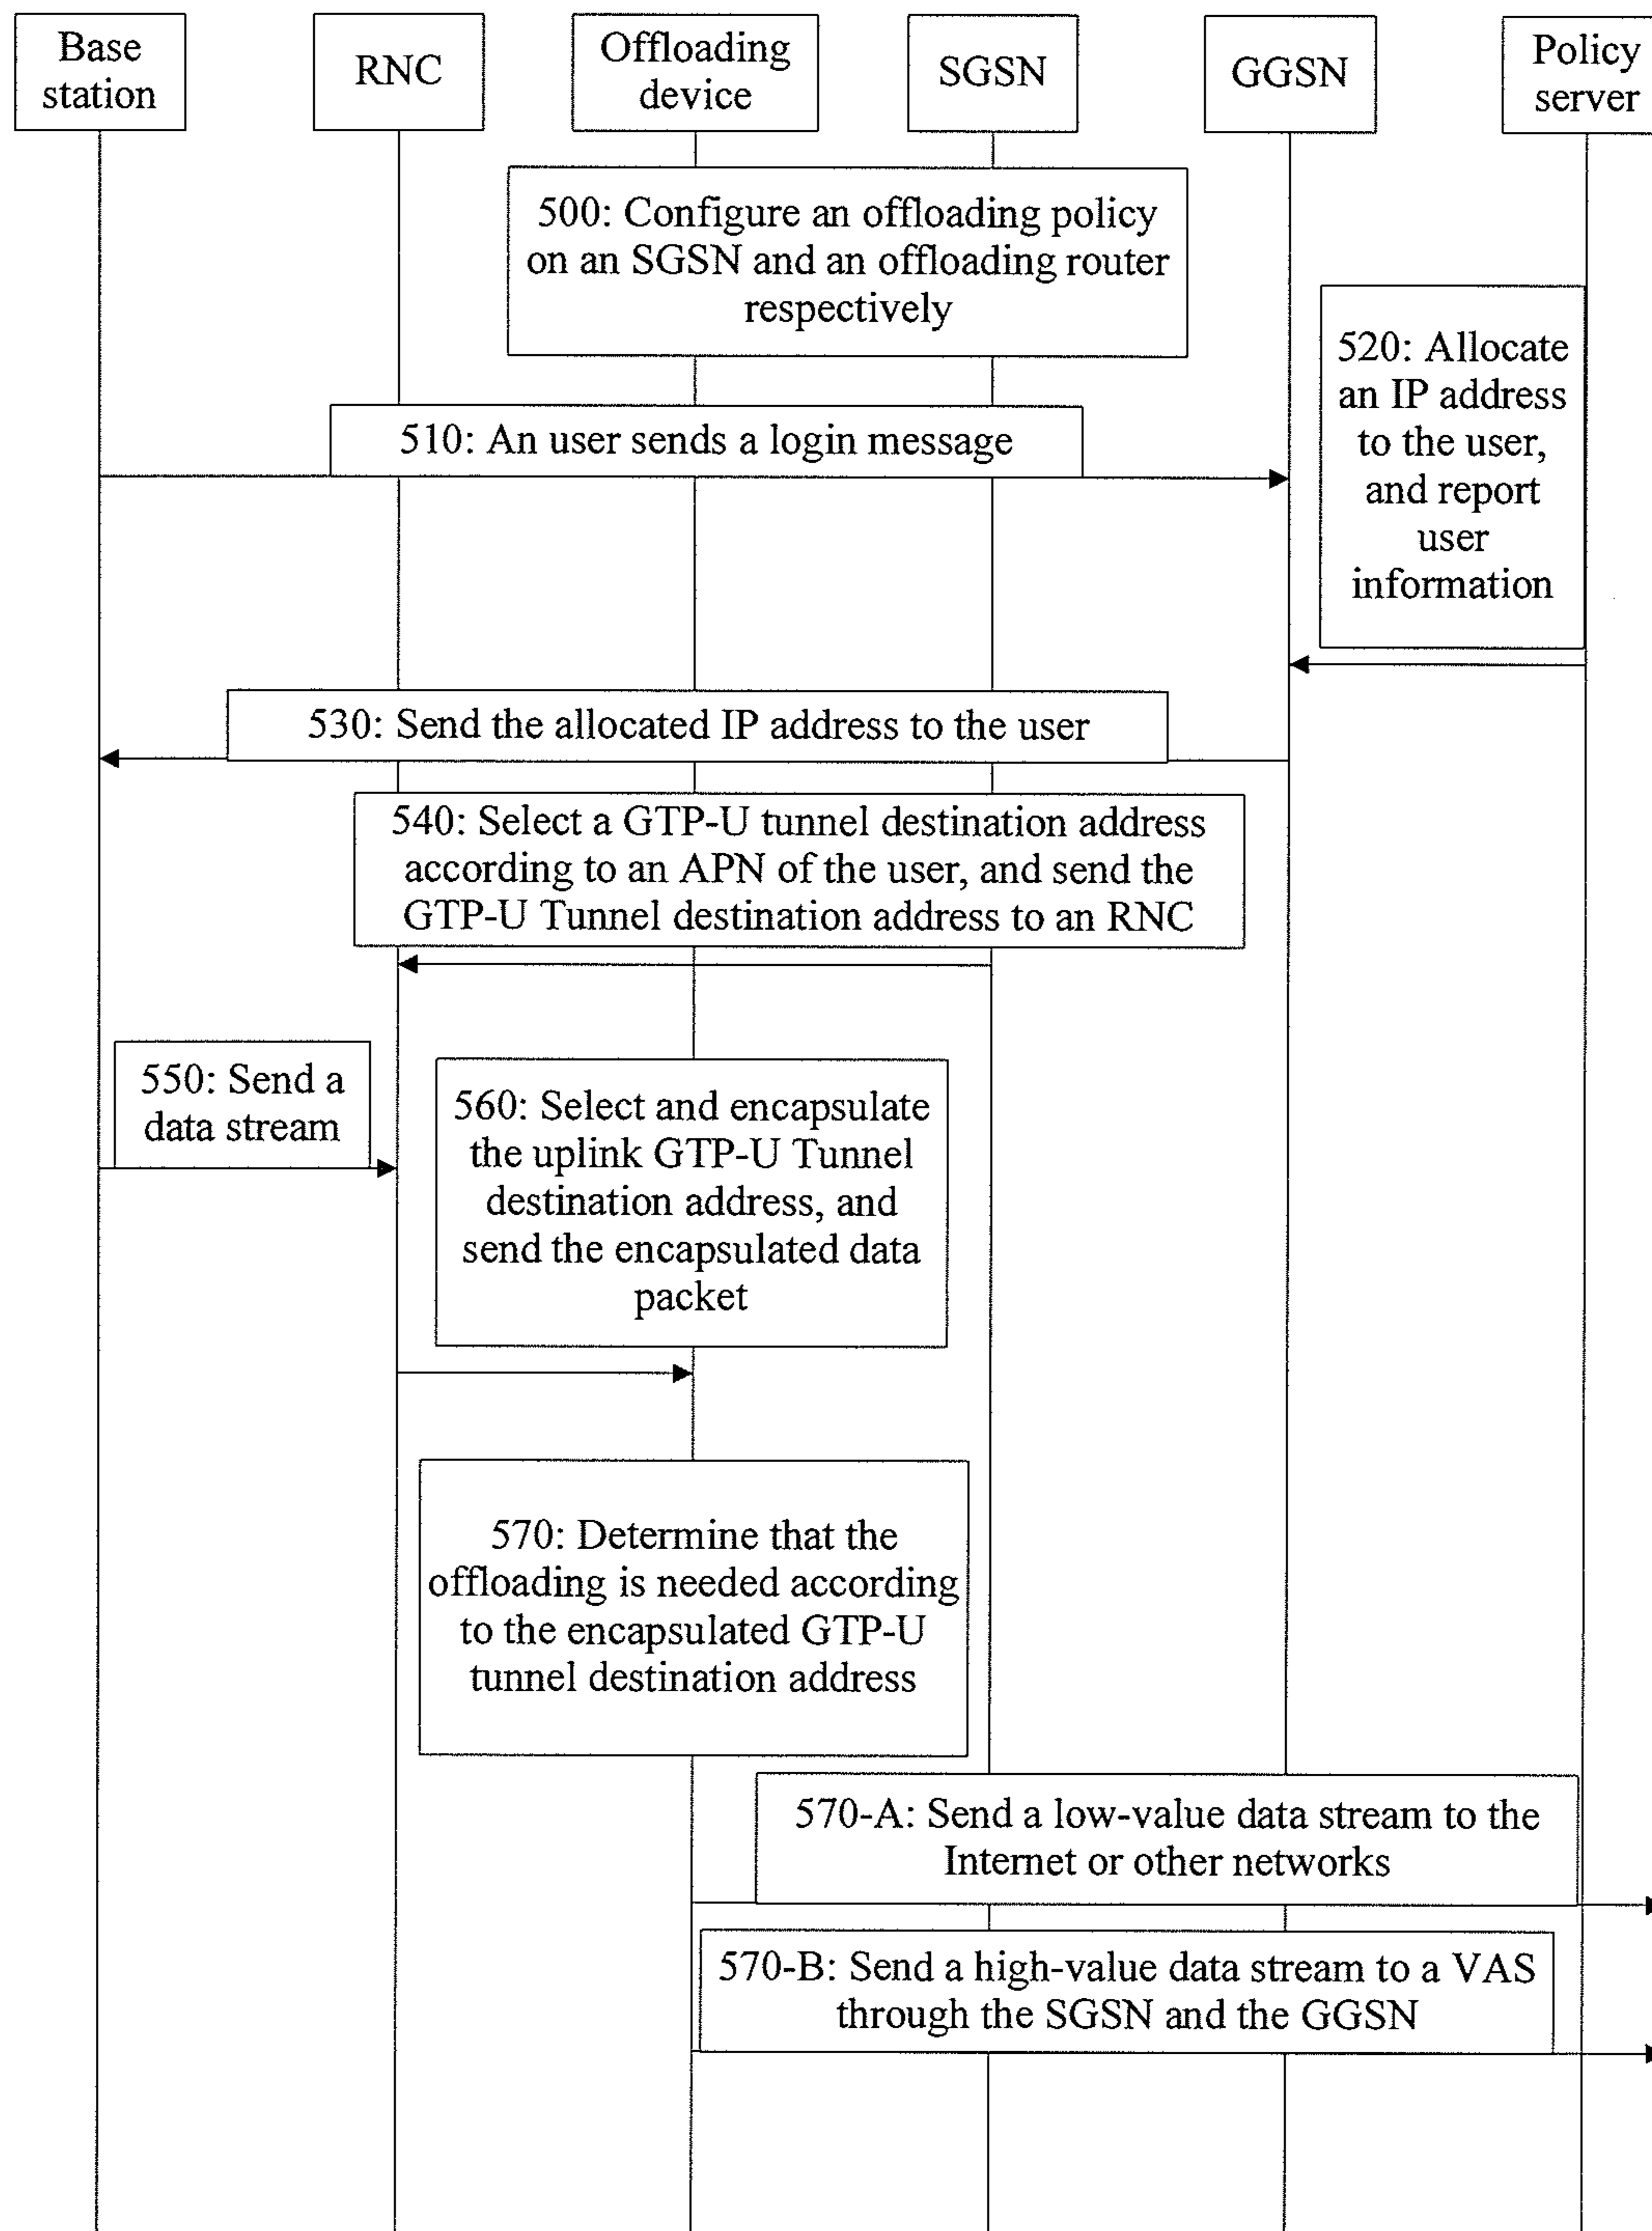 Base
station
RNC
Offloading
device
SGSN
GGSN
Policy
server
500: Configure an offloading policy
on an SGSN and an offloading router
respectively
520: Allocate
an IP address
to the user,
and report
user
information
510: An user sends a login message
530: Send the allocated IP address to the user
540: Select a GTP-U tunnel destination address
according to an APN of the user, and send the
GTP-U Tunnel destination address to an RNC
550: Send a
data stream
560: Select and encapsulate
the uplink GTP-U Tunnel
destination address, and
send the encapsulated data
packet
570: Determine that the
offloading is needed according
to the encapsulated GTP-U
tunnel destination address
570-A: Send a low-value data stream to the
Internet or other networks
570-B: Send a high-value data stream to a VAS
through the SGSN and the GGSN